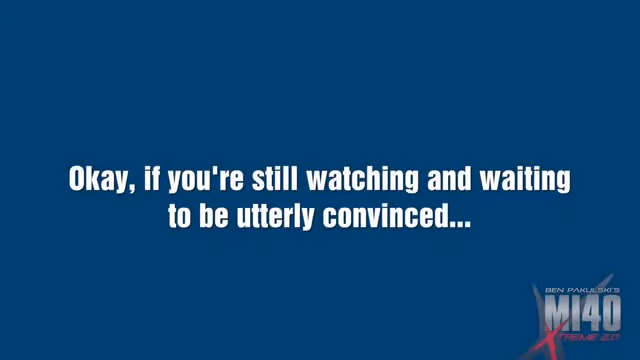 Okay, if you're still watching and waiting
to be utterly convinced...
BEN PAKULSKI'S
MI40
XTREME 2.0